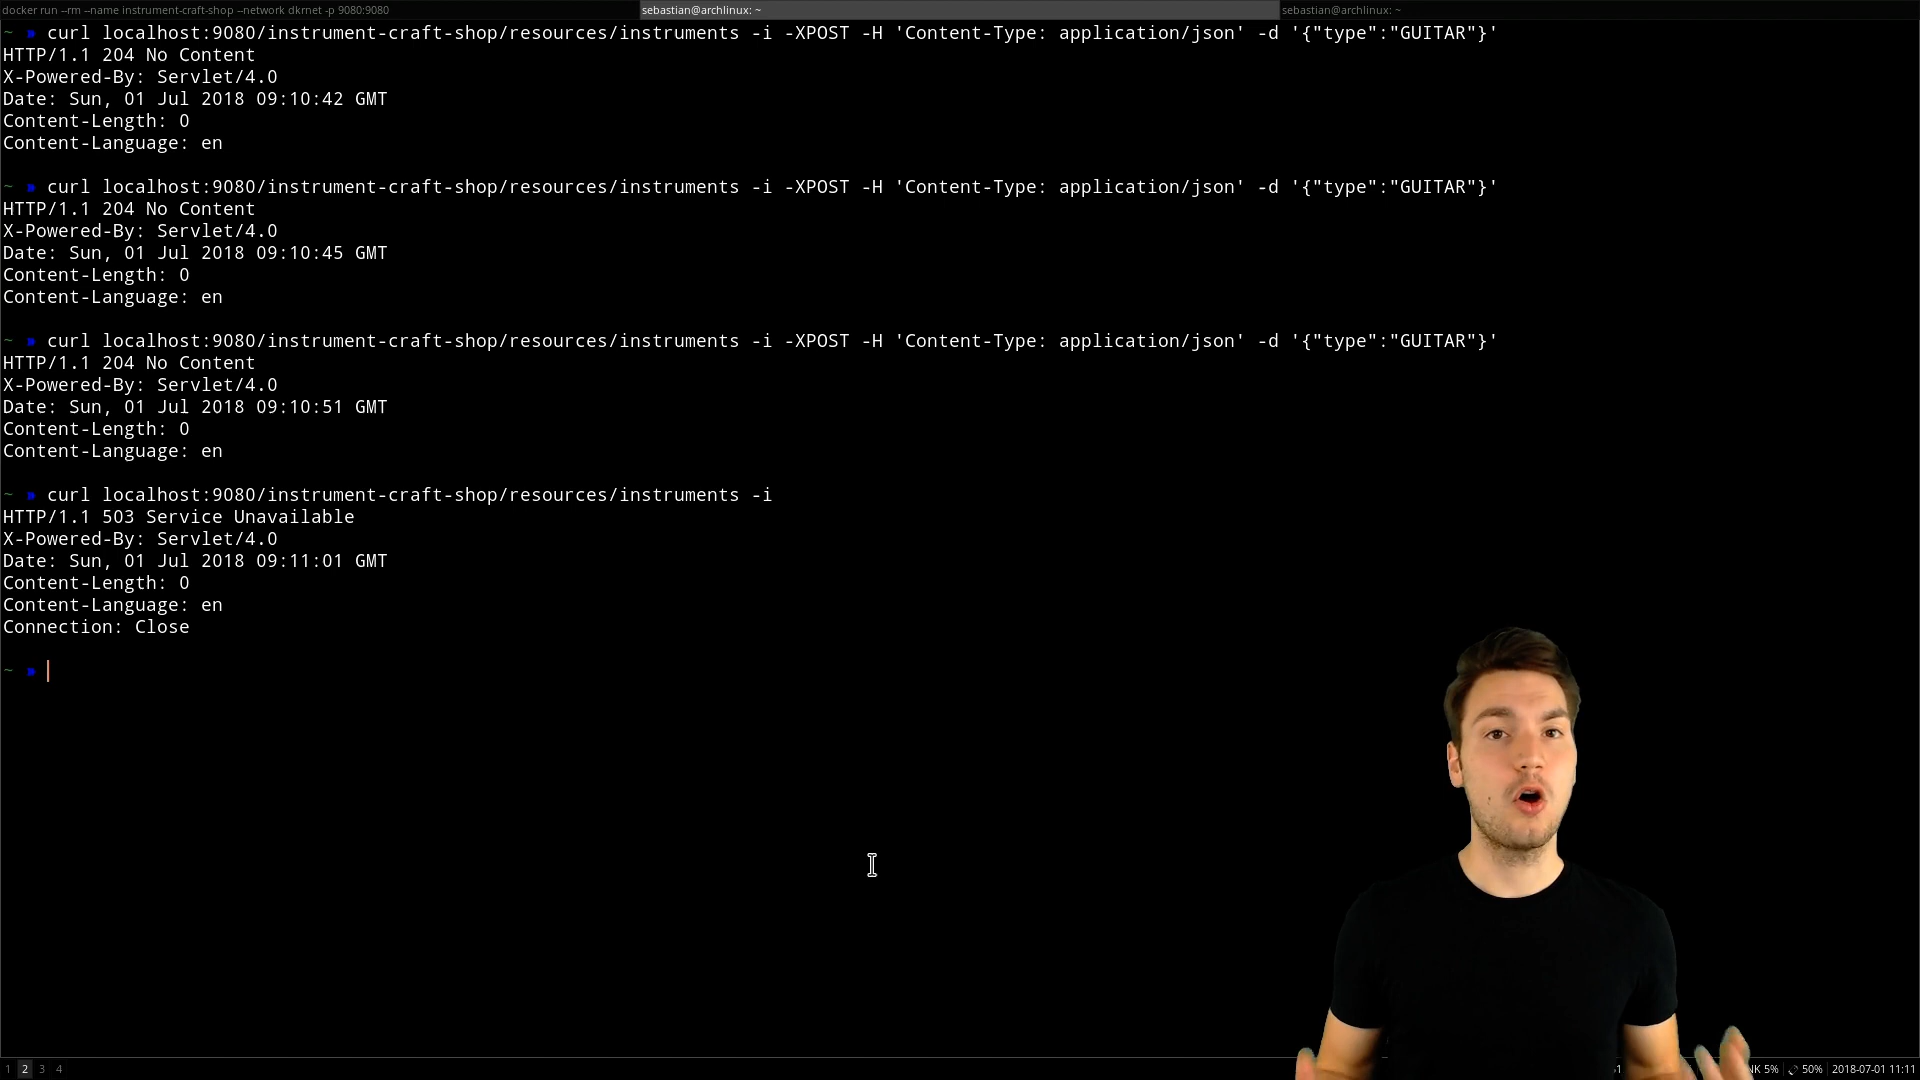 docker run --rm --name instrument-craft-shop --network dkrnet -p 9080:9080
sebastian@archlinux: ~
sebastian@archlinux: ~
~ » curl localhost:9080/instrument-craft-shop/resources/instruments -i -XPOST -H 'Content-Type: application/json' -d '{"type":"GUITAR"}'
HTTP/1.1 204 No Content
X-Powered-By: Servlet/4.0
Date: Sun, 01 Jul 2018 09:10:42 GMT
Content-Length: 0
Content-Language: en
~ » curl localhost:9080/instrument-craft-shop/resources/instruments -i -XPOST -H 'Content-Type: application/json' -d '{"type":"GUITAR"}'
HTTP/1.1 204 No Content
X-Powered-By: Servlet/4.0
Date: Sun, 01 Jul 2018 09:10:45 GMT
Content-Length: 0
Content-Language: en
~ » curl localhost:9080/instrument-craft-shop/resources/instruments -i -XPOST -H 'Content-Type: application/json' -d '{"type":"GUITAR"}'
HTTP/1.1 204 No Content
X-Powered-By: Servlet/4.0
Date: Sun, 01 Jul 2018 09:10:51 GMT
Content-Length: 0
Content-Language: en
~ » curl localhost:9080/instrument-craft-shop/resources/instruments -i
HTTP/1.1 503 Service Unavailable
X-Powered-By: Servlet/4.0
Date: Sun, 01 Jul 2018 09:11:01 GMT
Content-Length: 0
Content-Language: en
Connection: Close
~ »
1 2 3 4
5% 50% 2018-07-01 11:11